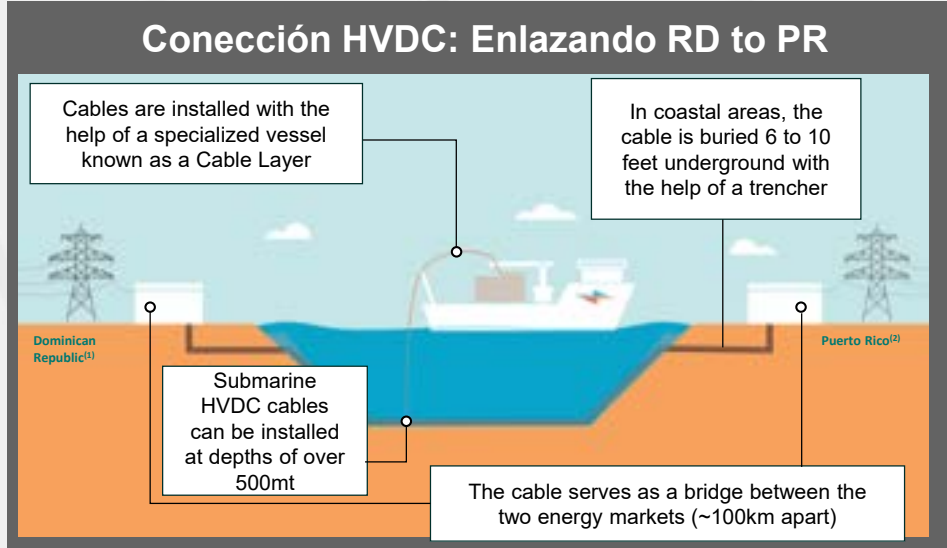 Conección HVDC: Enlazando RD to PR
Cables are installed with the
help of a specialized vessel
known as a Cable Layer
In coastal areas, the
cable is buried 6 to 10
feet underground with
the help of a trencher
Dominican
Republic(1)
Puerto Rico(2)
Submarine
HVDC cables
can be installed
at depths of over
500mt
The cable serves as a bridge between the
two energy markets (~100km apart)